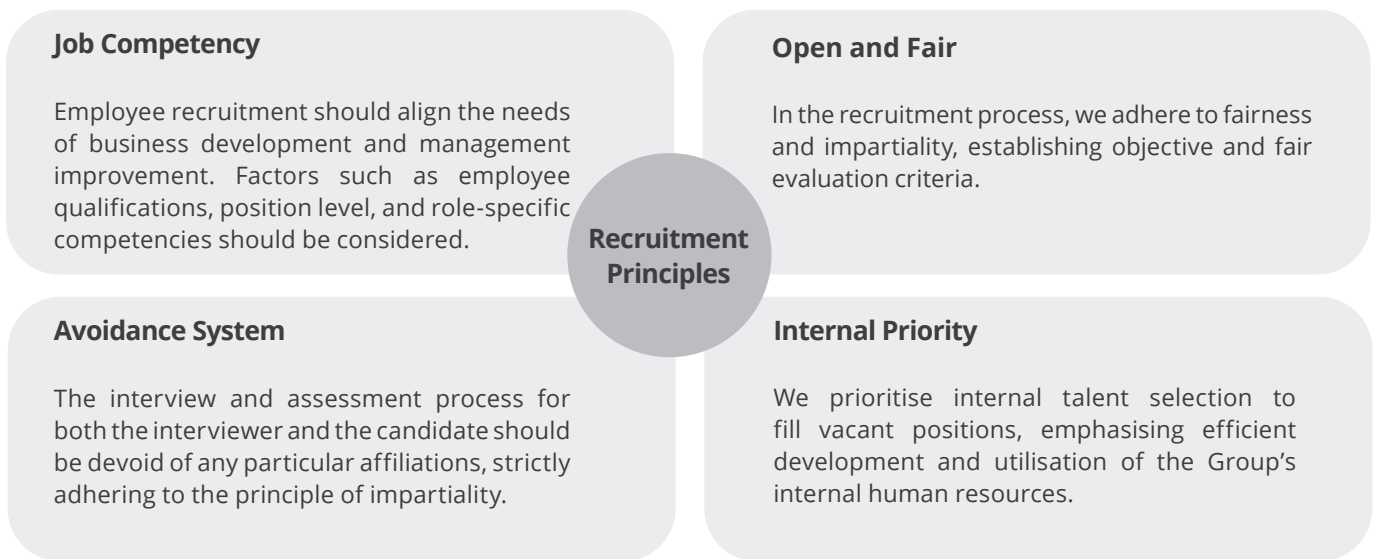 Job Competency
Employee recruitment should align the needs
of business development and management
improvement. Factors such as employee
qualifications, position level, and role-specific
competencies should be considered.
Open and Fair
In the recruitment process, we adhere to fairness
and impartiality, establishing objective and fair
evaluation criteria.
Recruitment
Principles
Avoidance System
The interview and assessment process for
both the interviewer and the candidate should
be devoid of any particular affiliations, strictly
adhering to the principle of impartiality.
Internal Priority
We prioritise internal talent selection to
fill vacant positions, emphasising efficient
development and utilisation of the Group’s
internal human resources.